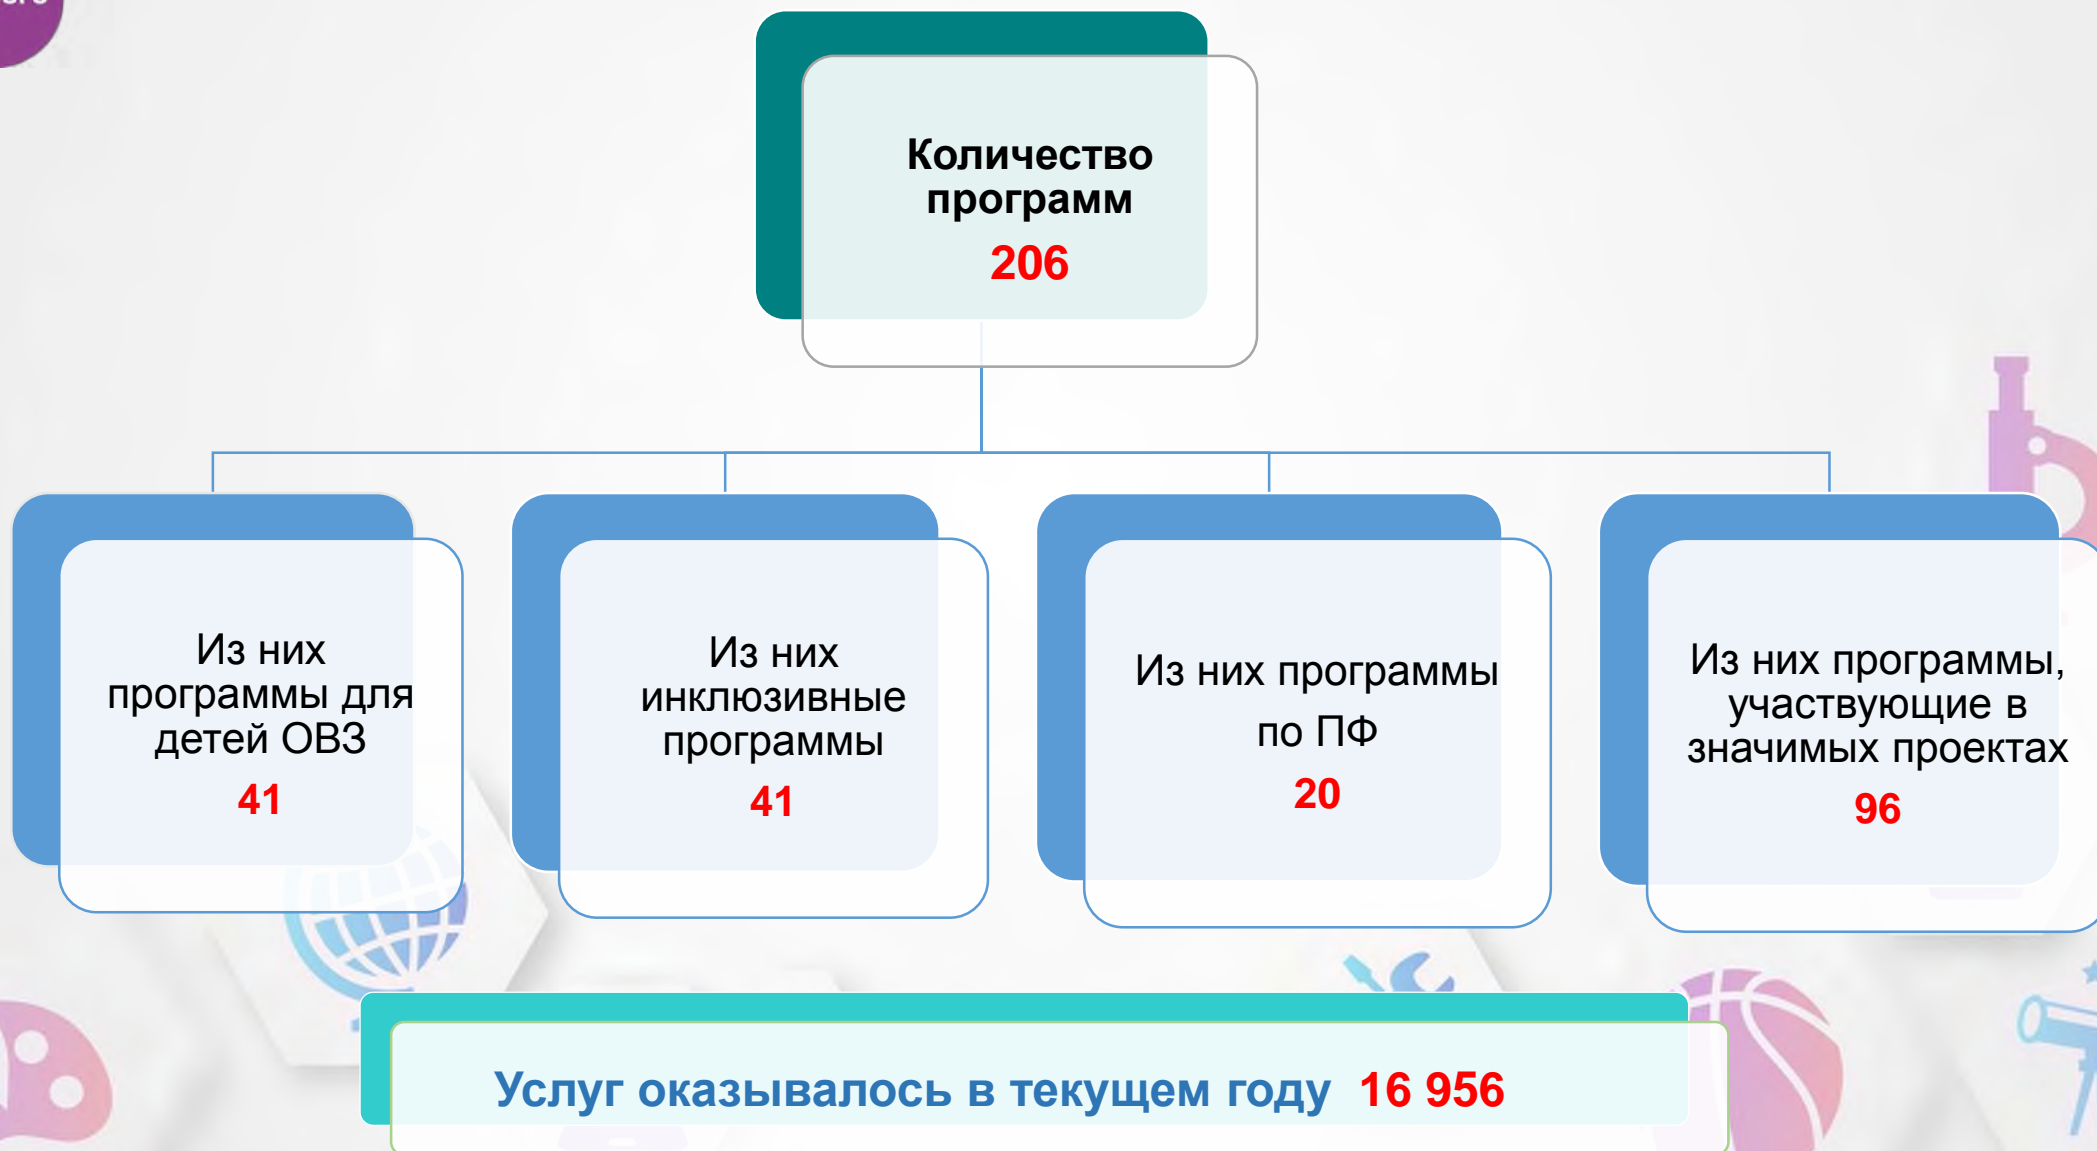 Количество
программ
206
Из них
программы для
детей ОВЗ
41
Из них
инклюзивные
программы
41
Из них программы
по ПФ
20
Из них программы,
участвующие в
значимых проектах
96
Услуг оказывалось в текущем году 16 956